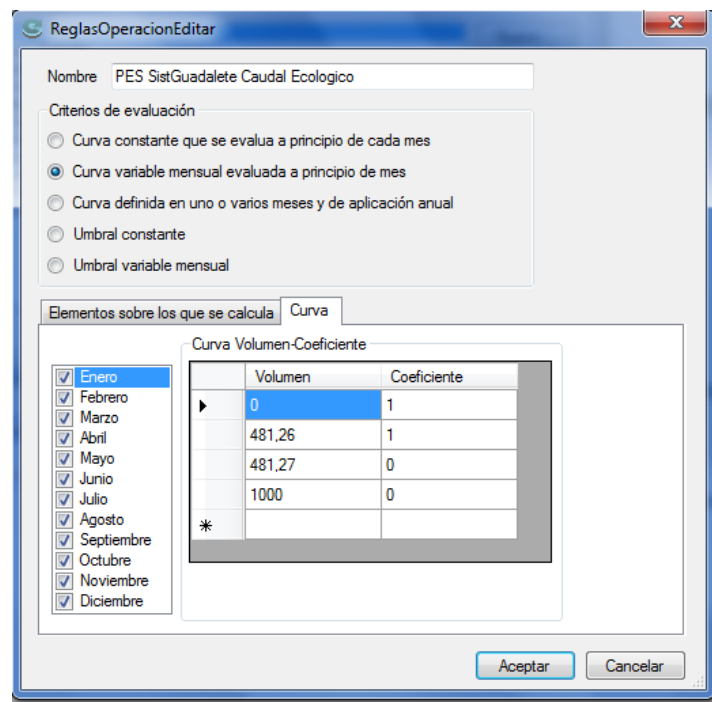 ReglasOperacionEditar
Nombre PES SistGuadalete Caudal Ecologico
Criterios de evaluación
Curva constante que se evalua a principio de cada mes
Curva variable mensual evaluada a principio de mes
Curva definida en uno o varios meses y de aplicación anual
Umbral constante
Umbral variable mensual
Elementos sobre los que se calcula Curva
Curva Volumen-Coeficiente
Enero
Febrero
Marzo
Abril
Mayo
Junio
Julio
Agosto
Septiembre
Octubre
Noviembre
Diciembre
Volumen Coeficiente
0 1
481,26 1
481,27 0
1000 0
Aceptar Cancelar